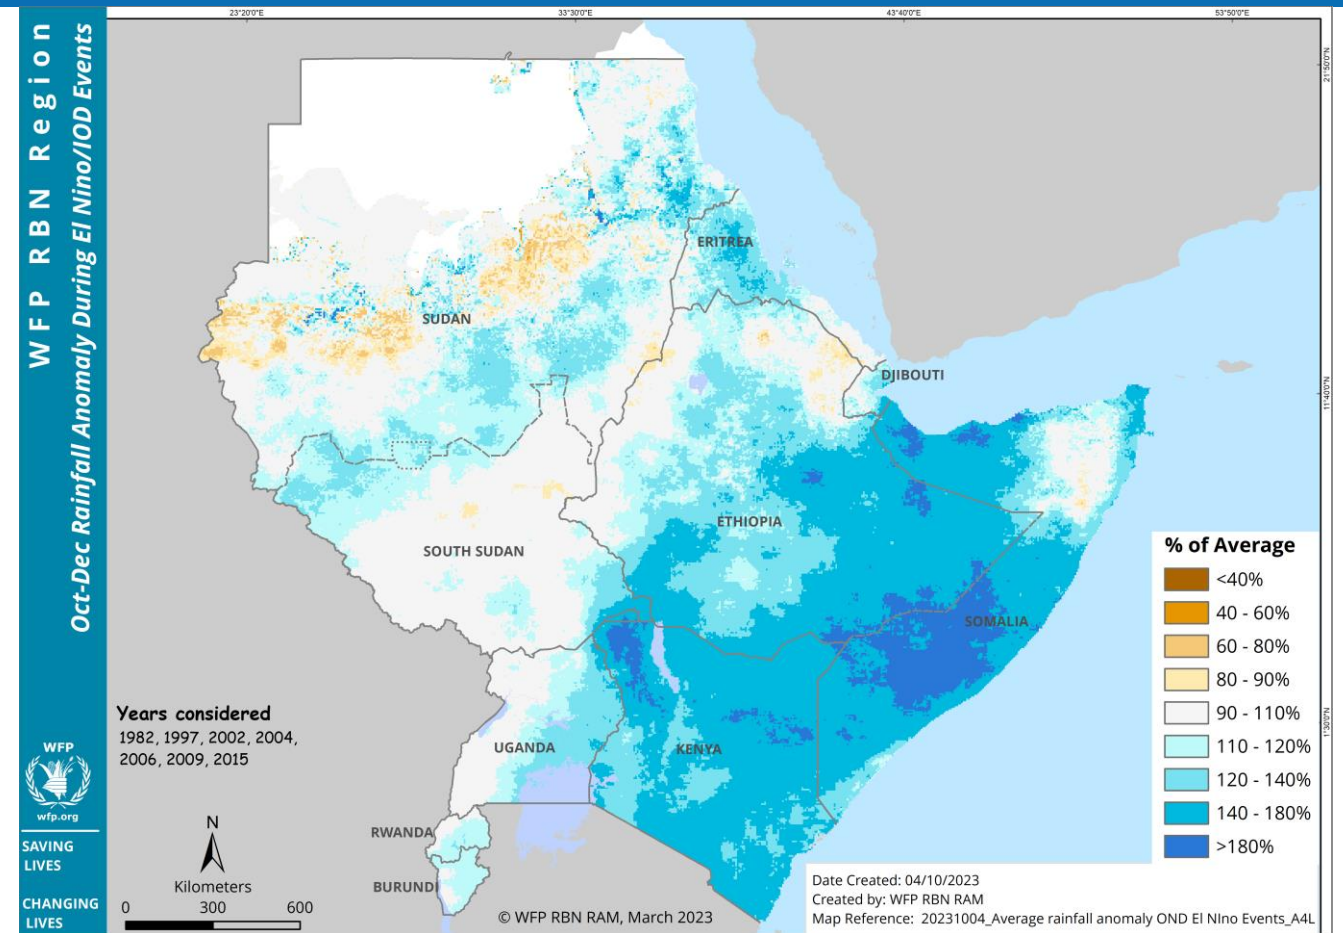 WFP RBN Region
Oct-Dec Rainfall Anomaly During El Nino/IOD Events
23°20'0"E
33°30'0"E
43°40'0"E
53°50'0"E
21°50'0"N
11°40'0"N
1°30'0"N
ERITREA
SUDAN
DJIBOUTI
ETHIOPIA
SOUTH SUDAN
SOMALIA
UGANDA
KENYA
RWANDA
BURUNDI
% of Average
<40%
40 - 60%
60 - 80%
80 - 90%
90 - 110%
110 - 120%
120 - 140%
140 - 180%
>180%
Years considered
1982, 1997, 2002, 2004,
2006, 2009, 2015
N
Kilometers
0 300 600
WFP
wfp.org
SAVING
LIVES
CHANGING
LIVES
© WFP RBN RAM, March 2023
Date Created: 04/10/2023
Created by: WFP RBN RAM
Map Reference: 20231004_Average rainfall anomaly OND El NIno Events_A4L